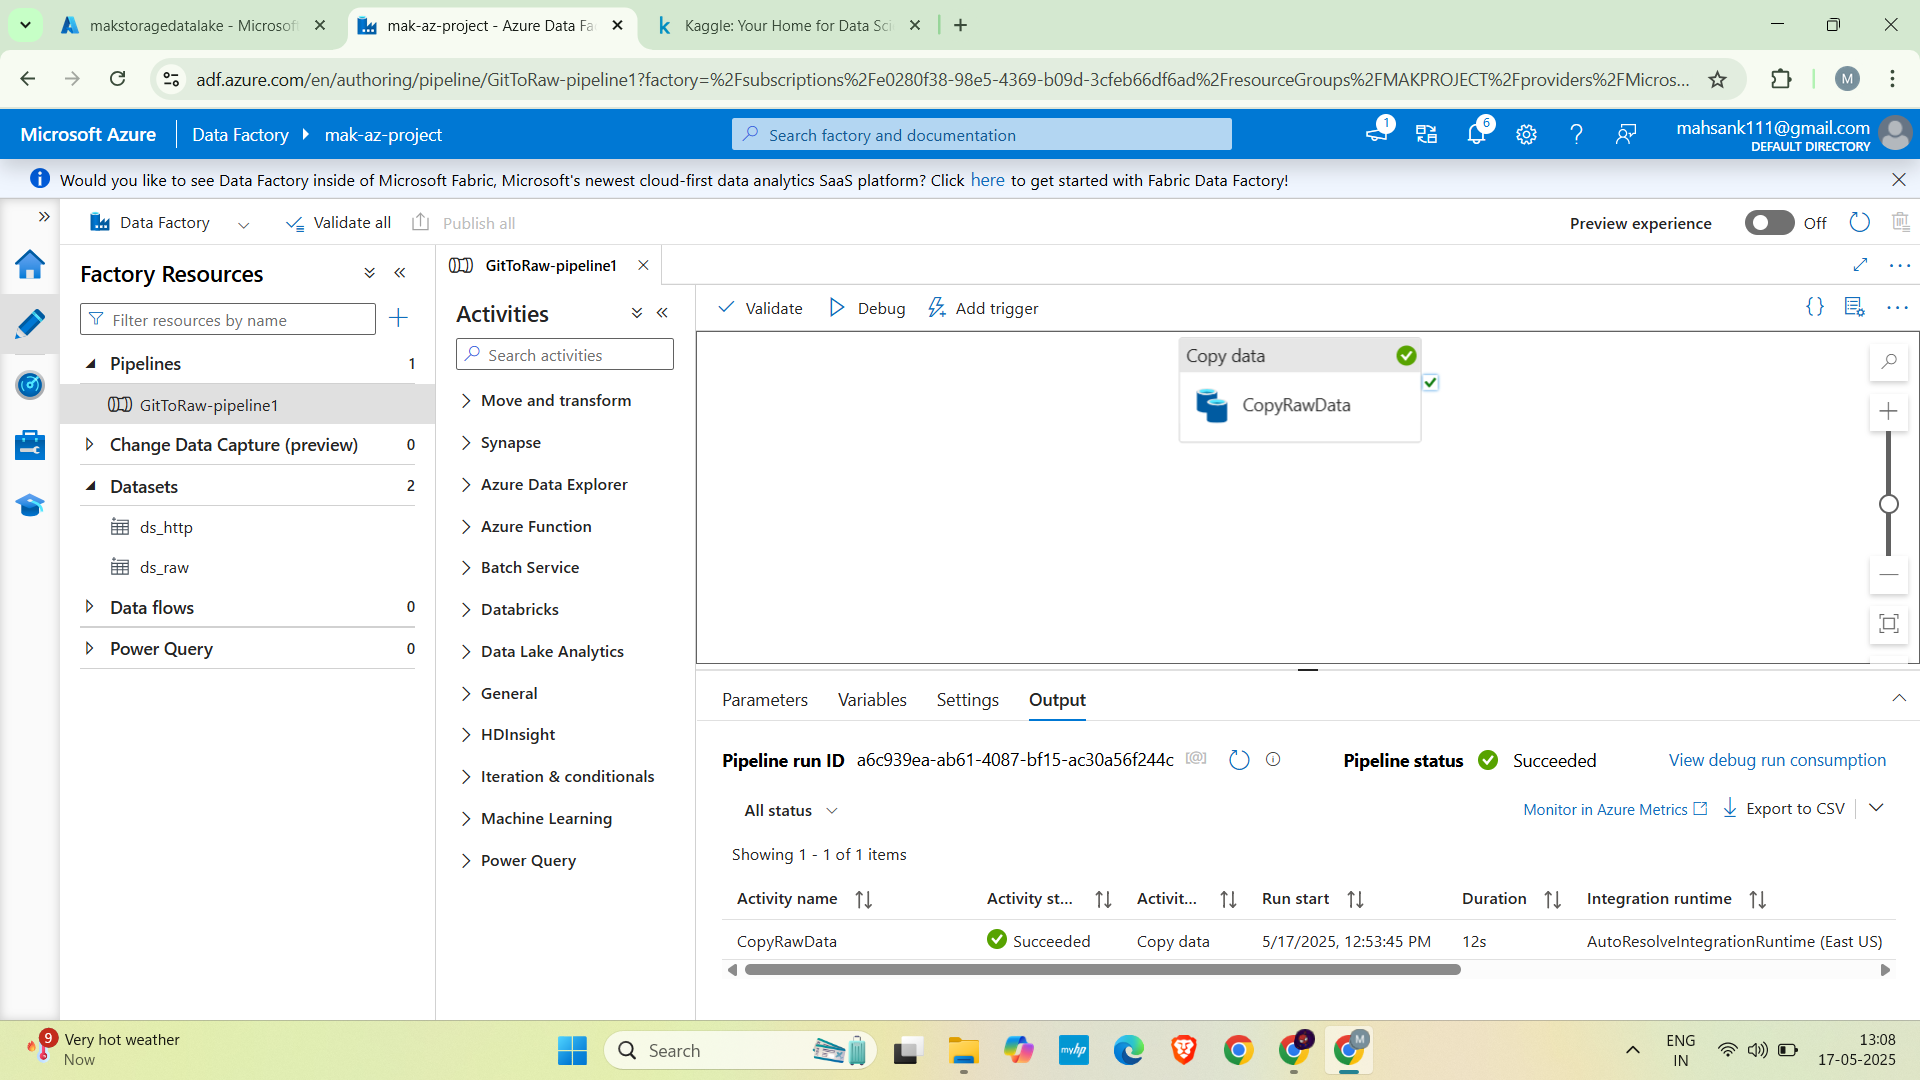 makstoragedatalake - Microsoft
mak-az-project - Azure Data Fa
Kaggle: Your Home for Data Sci
adf.azure.com/en/authoring/pipeline/GitToRaw-pipeline1?factory=%2Fsubscriptions%2Fe0280f38-98e5-4369-b09d-3cfeb66df6ad%2FresourceGroups%2FMAKPROJECT%2Fproviders%2FMicros...
M
Microsoft Azure
Data Factory
mak-az-project
Search factory and documentation
1
6
mahsank111@gmail.com
DEFAULT DIRECTORY
Would you like to see Data Factory inside of Microsoft Fabric, Microsoft's newest cloud-first data analytics SaaS platform? Click here to get started with Fabric Data Factory!
Data Factory
Validate all
Publish all
Preview experience
Off
Factory Resources
Filter resources by name
Pipelines 1
GitToRaw-pipeline1
Change Data Capture (preview) 0
Datasets 2
ds_http
ds_raw
Data flows 0
Power Query 0
GitToRaw-pipeline1
Activities
Search activities
Move and transform
Synapse
Azure Data Explorer
Azure Function
Batch Service
Databricks
Data Lake Analytics
General
HDInsight
Iteration & conditionals
Machine Learning
Power Query
Validate
Debug
Add trigger
Copy data
CopyRawData
Parameters
Variables
Settings
Output
Pipeline run ID a6c939ea-ab61-4087-bf15-ac30a56f244c
Pipeline status Succeeded
View debug run consumption
All status
Monitor in Azure Metrics
Export to CSV
Showing 1 - 1 of 1 items
Activity name Activity st... Activit... Run start Duration Integration runtime
CopyRawData Succeeded Copy data 5/17/2025, 12:53:45 PM 12s AutoResolveIntegrationRuntime (East US)
9
Very hot weather
Now
Search
myhp
M
ENG
IN
13:08
17-05-2025